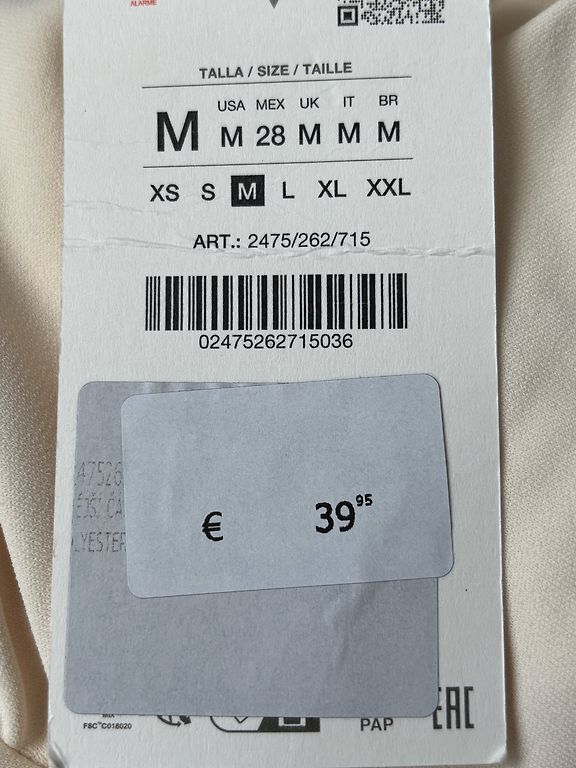 ALARME
TALLA / SIZE / TAILLE
USA MEX UK IT BR
M M 28 M M M
XS S M L XL XXL
ART.: 2475/262/715
02475262715036
€ 39⁹⁵
FSC™C016020
PAP
EAC